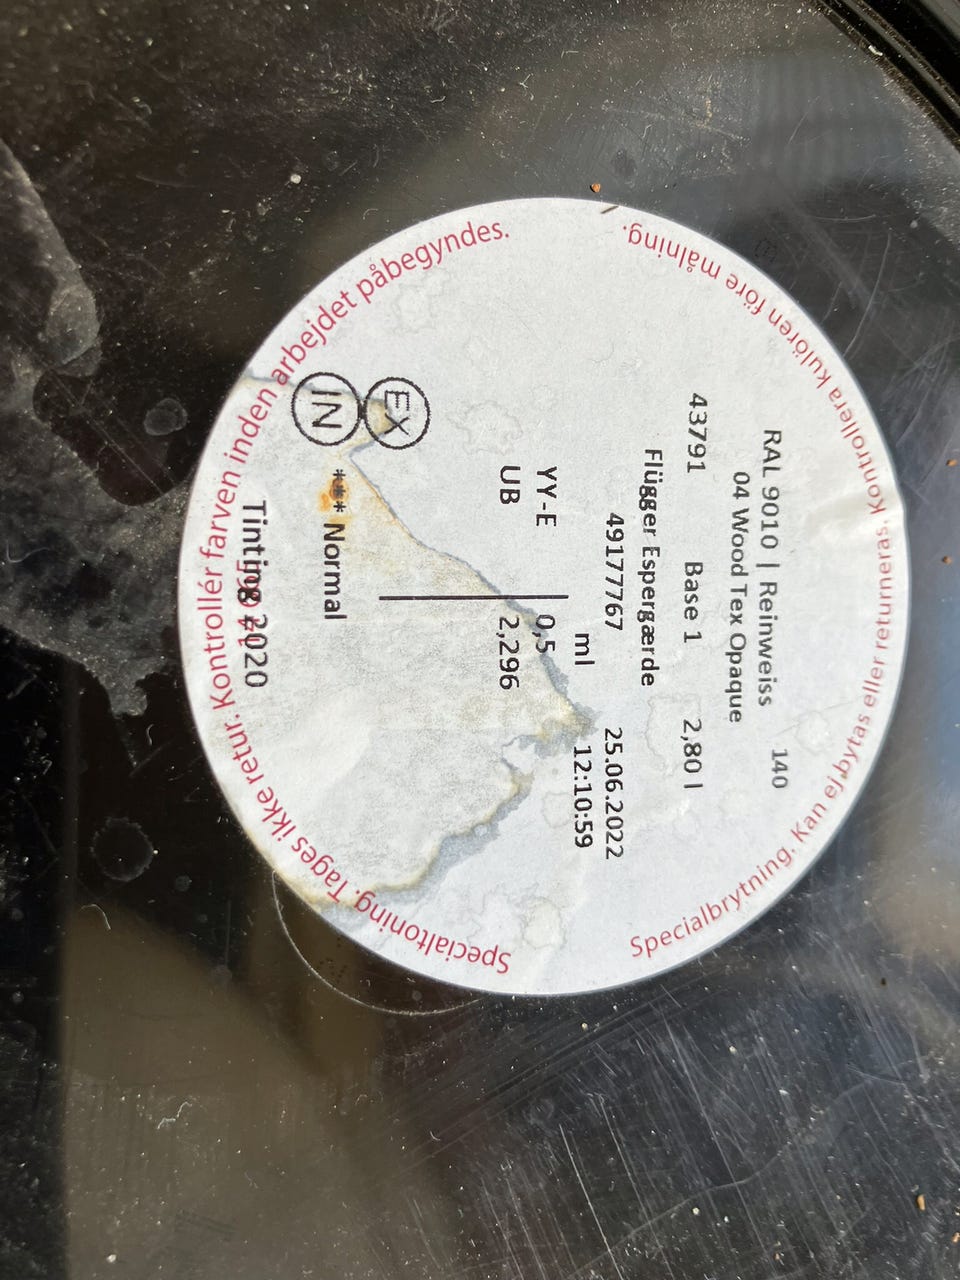 Specialbrytning. Kan ej bytas eller returneras. Kontrollera kulören före målning.
RAL 9010 | Reinweiss 140
04 Wood Tex Opaque
43791 Base 1 2,80 l
Flügger Espergærde
49177767 25.06.2022
ml 12:10:59
YY-E 0,5
UB 2,296
EX
IN *** Normal
Tinting 2020
Specialtoning. Tages ikke retur. Kontrollér farven inden arbejdet påbegyndes.